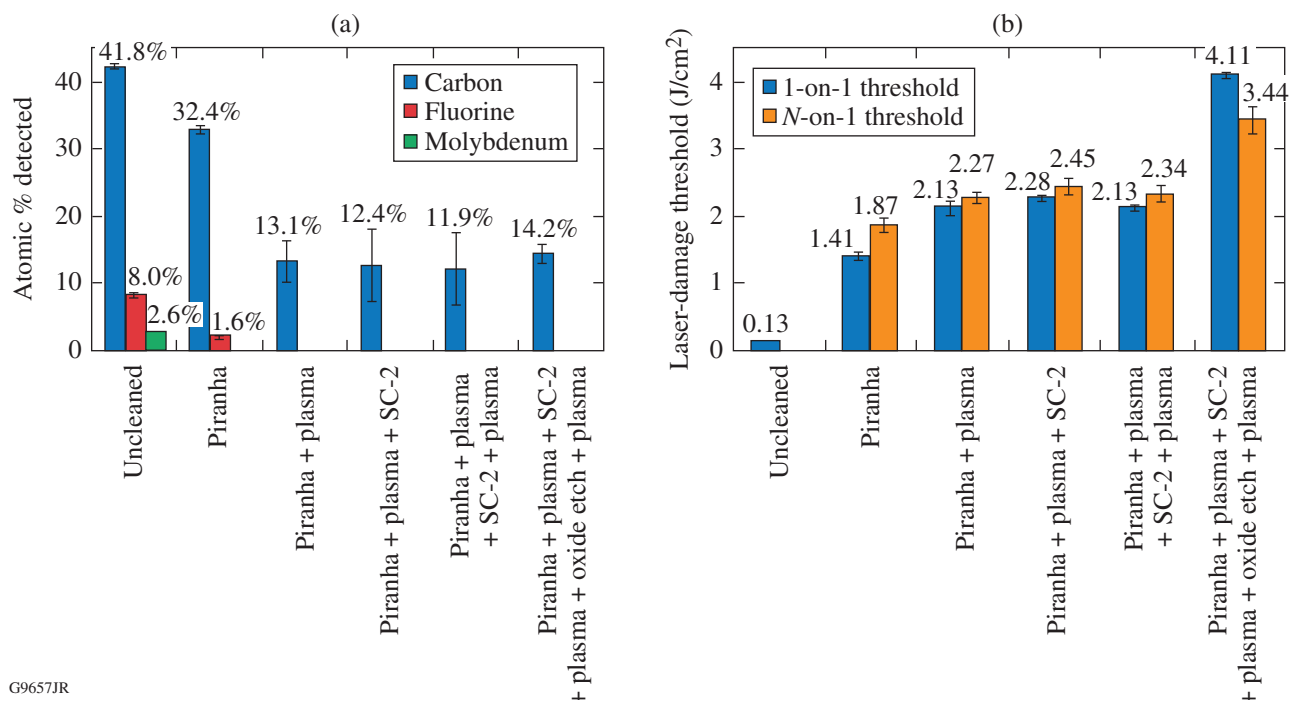 (a)
Atomic % detected
40
30
20
10
0
41.8%
8.0%
2.6%
32.4%
1.6%
13.1%
12.4%
11.9%
14.2%
Carbon
Fluorine
Molybdenum
Uncleaned
Piranha
Piranha + plasma
Piranha + plasma + SC-2
Piranha + plasma
+ SC-2 + plasma
Piranha + plasma + SC-2
+ plasma + oxide etch + plasma
(b)
Laser-damage threshold (J/cm²)
4
3
2
1
0
1-on-1 threshold
N-on-1 threshold
0.13
1.41
1.87
2.13
2.27
2.28
2.45
2.13
2.34
4.11
3.44
Uncleaned
Piranha
Piranha + plasma
Piranha + plasma + SC-2
Piranha + plasma
+ SC-2 + plasma
Piranha + plasma + SC-2
+ plasma + oxide etch + plasma
G9657JR